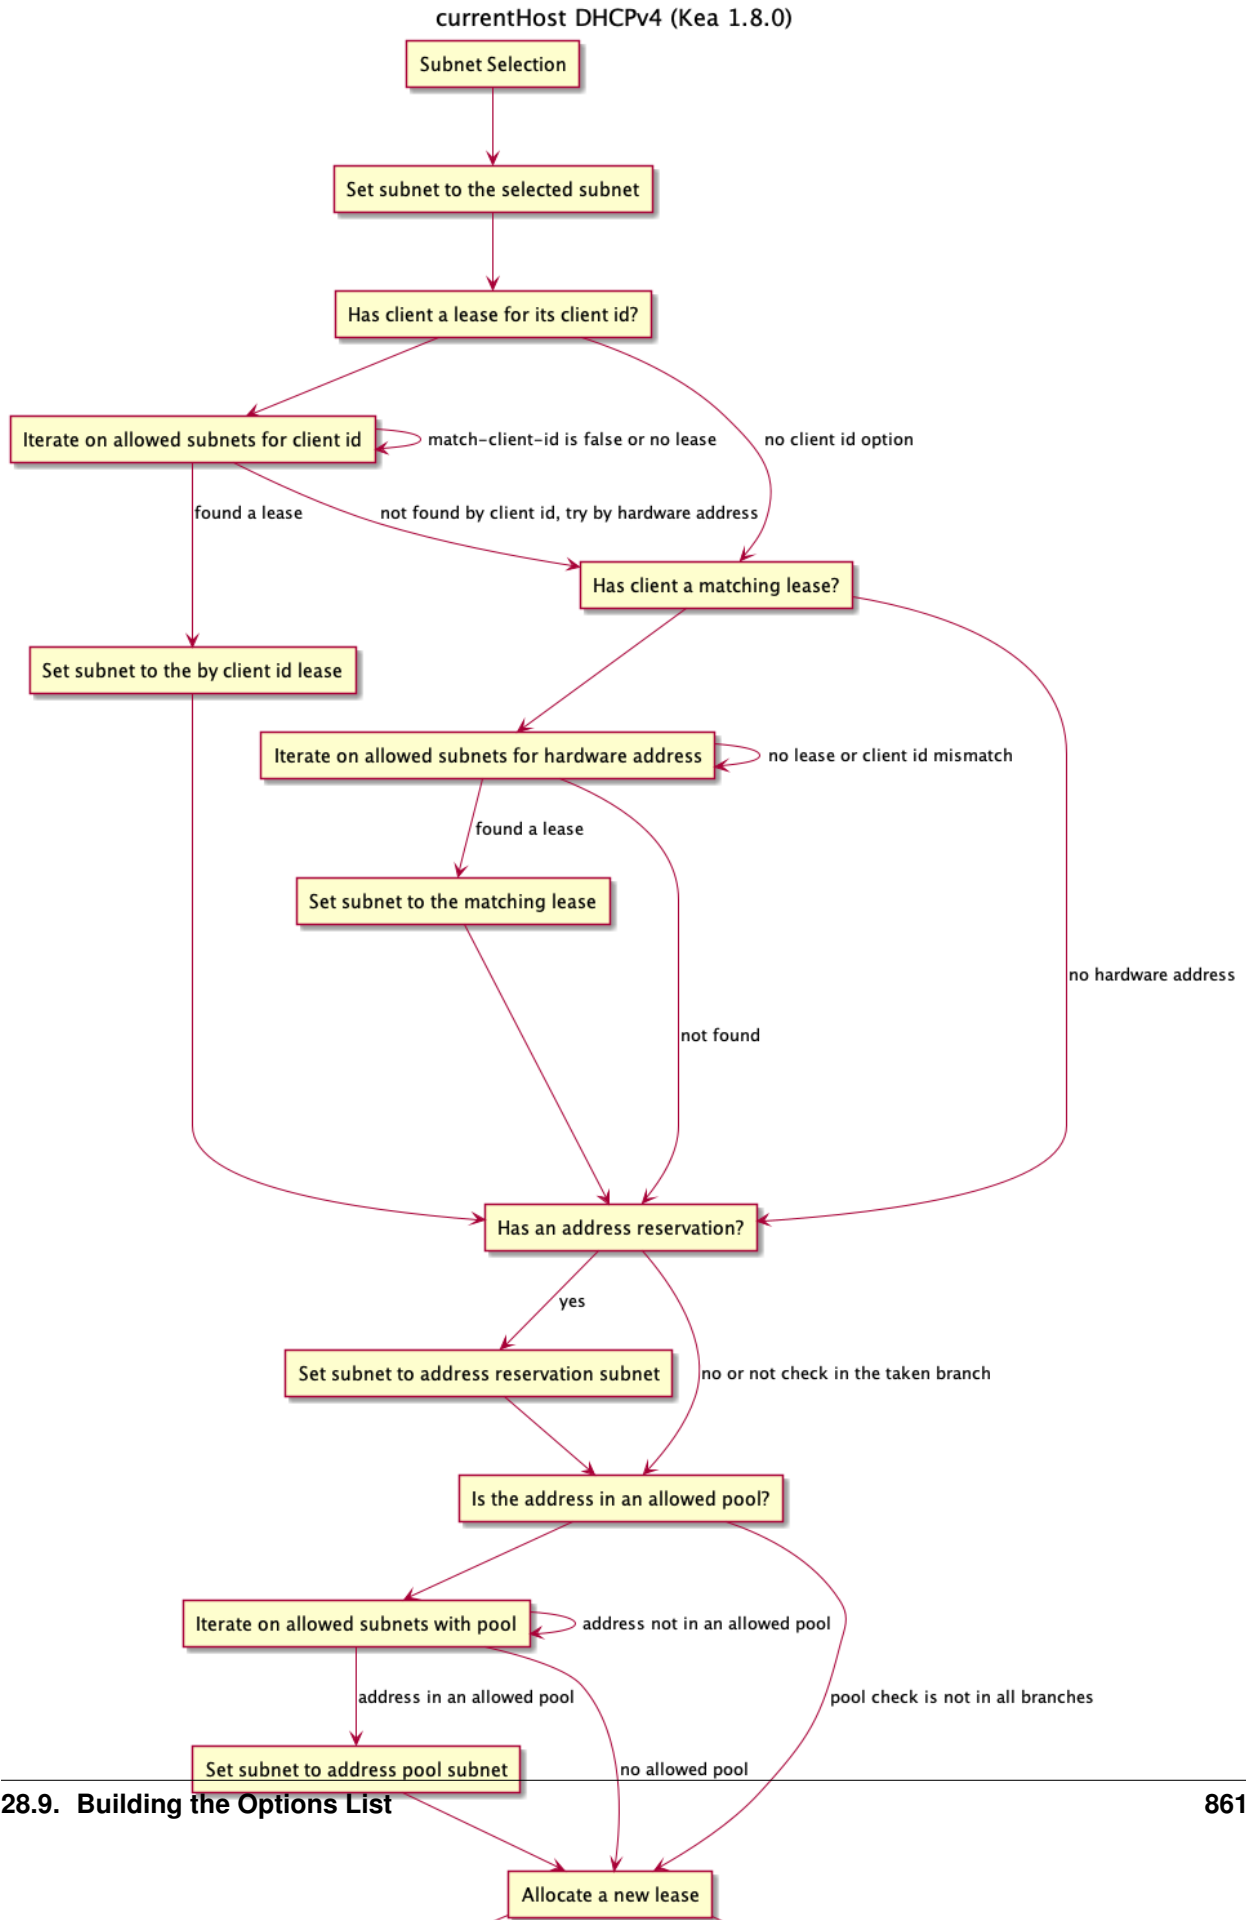 currentHost DHCPv4 (Kea 1.8.0)
Subnet Selection
Set subnet to the selected subnet
Has client a lease for its client id?
Iterate on allowed subnets for client id
match-client-id is false or no lease
no client id option
found a lease
not found by client id, try by hardware address
Has client a matching lease?
Set subnet to the by client id lease
Iterate on allowed subnets for hardware address
no lease or client id mismatch
found a lease
Set subnet to the matching lease
no hardware address
not found
Has an address reservation?
yes
Set subnet to address reservation subnet
no or not check in the taken branch
Is the address in an allowed pool?
Iterate on allowed subnets with pool
address not in an allowed pool
address in an allowed pool
pool check is not in all branches
Set subnet to address pool subnet
no allowed pool
28.9. Building the Options List
861
Allocate a new lease